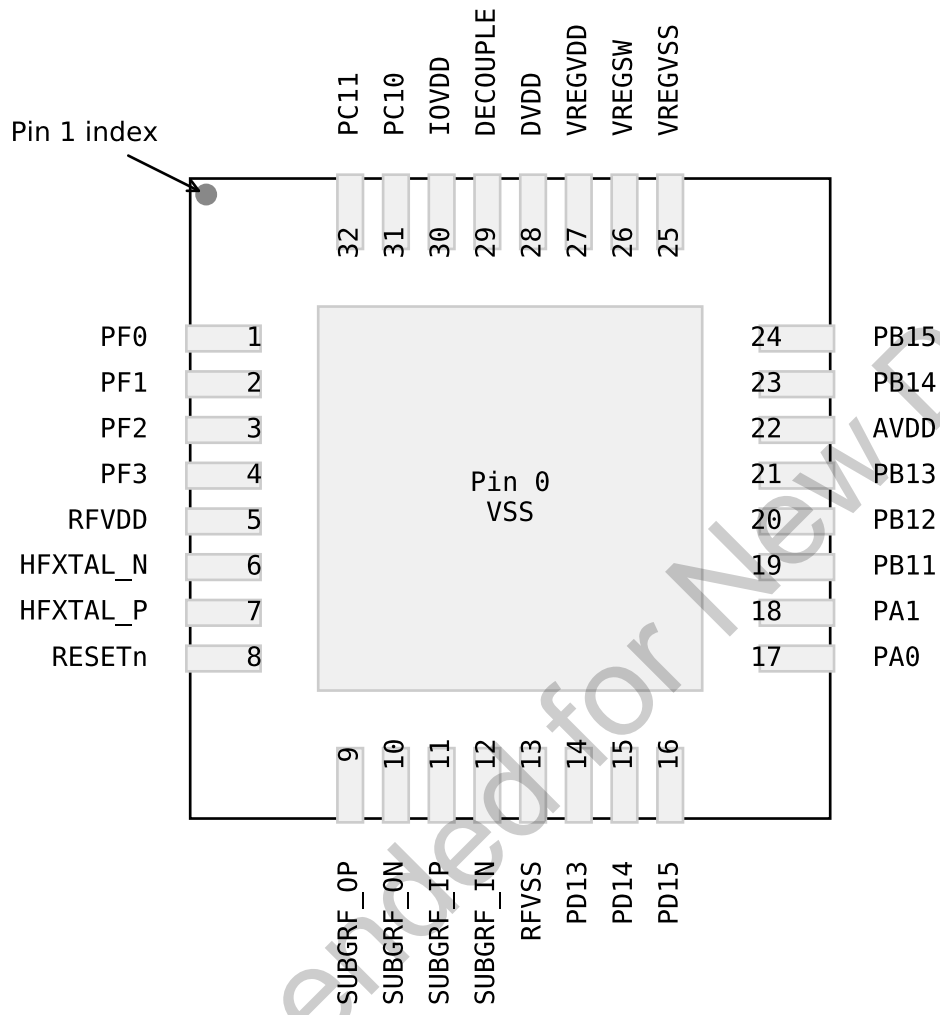 PC11 PC10 IOVDD DECOUPLE DVDD VREGVDD VREGSW VREGVSS
Pin 1 index
32 31 30 29 28 27 26 25
PF0 1 24 PB15
PF1 2 23 PB14
PF2 3 22 AVDD
PF3 4 21 PB13
RFVDD 5 20 PB12
HFXTAL_N 6 19 PB11
HFXTAL_P 7 18 PA1
RESETn 8 17 PA0
Pin 0
VSS
9 10 11 12 13 14 15 16
SUBGRF_OP SUBGRF_ON SUBGRF_IP SUBGRF_IN RFVSS PD13 PD14 PD15
ended for New D